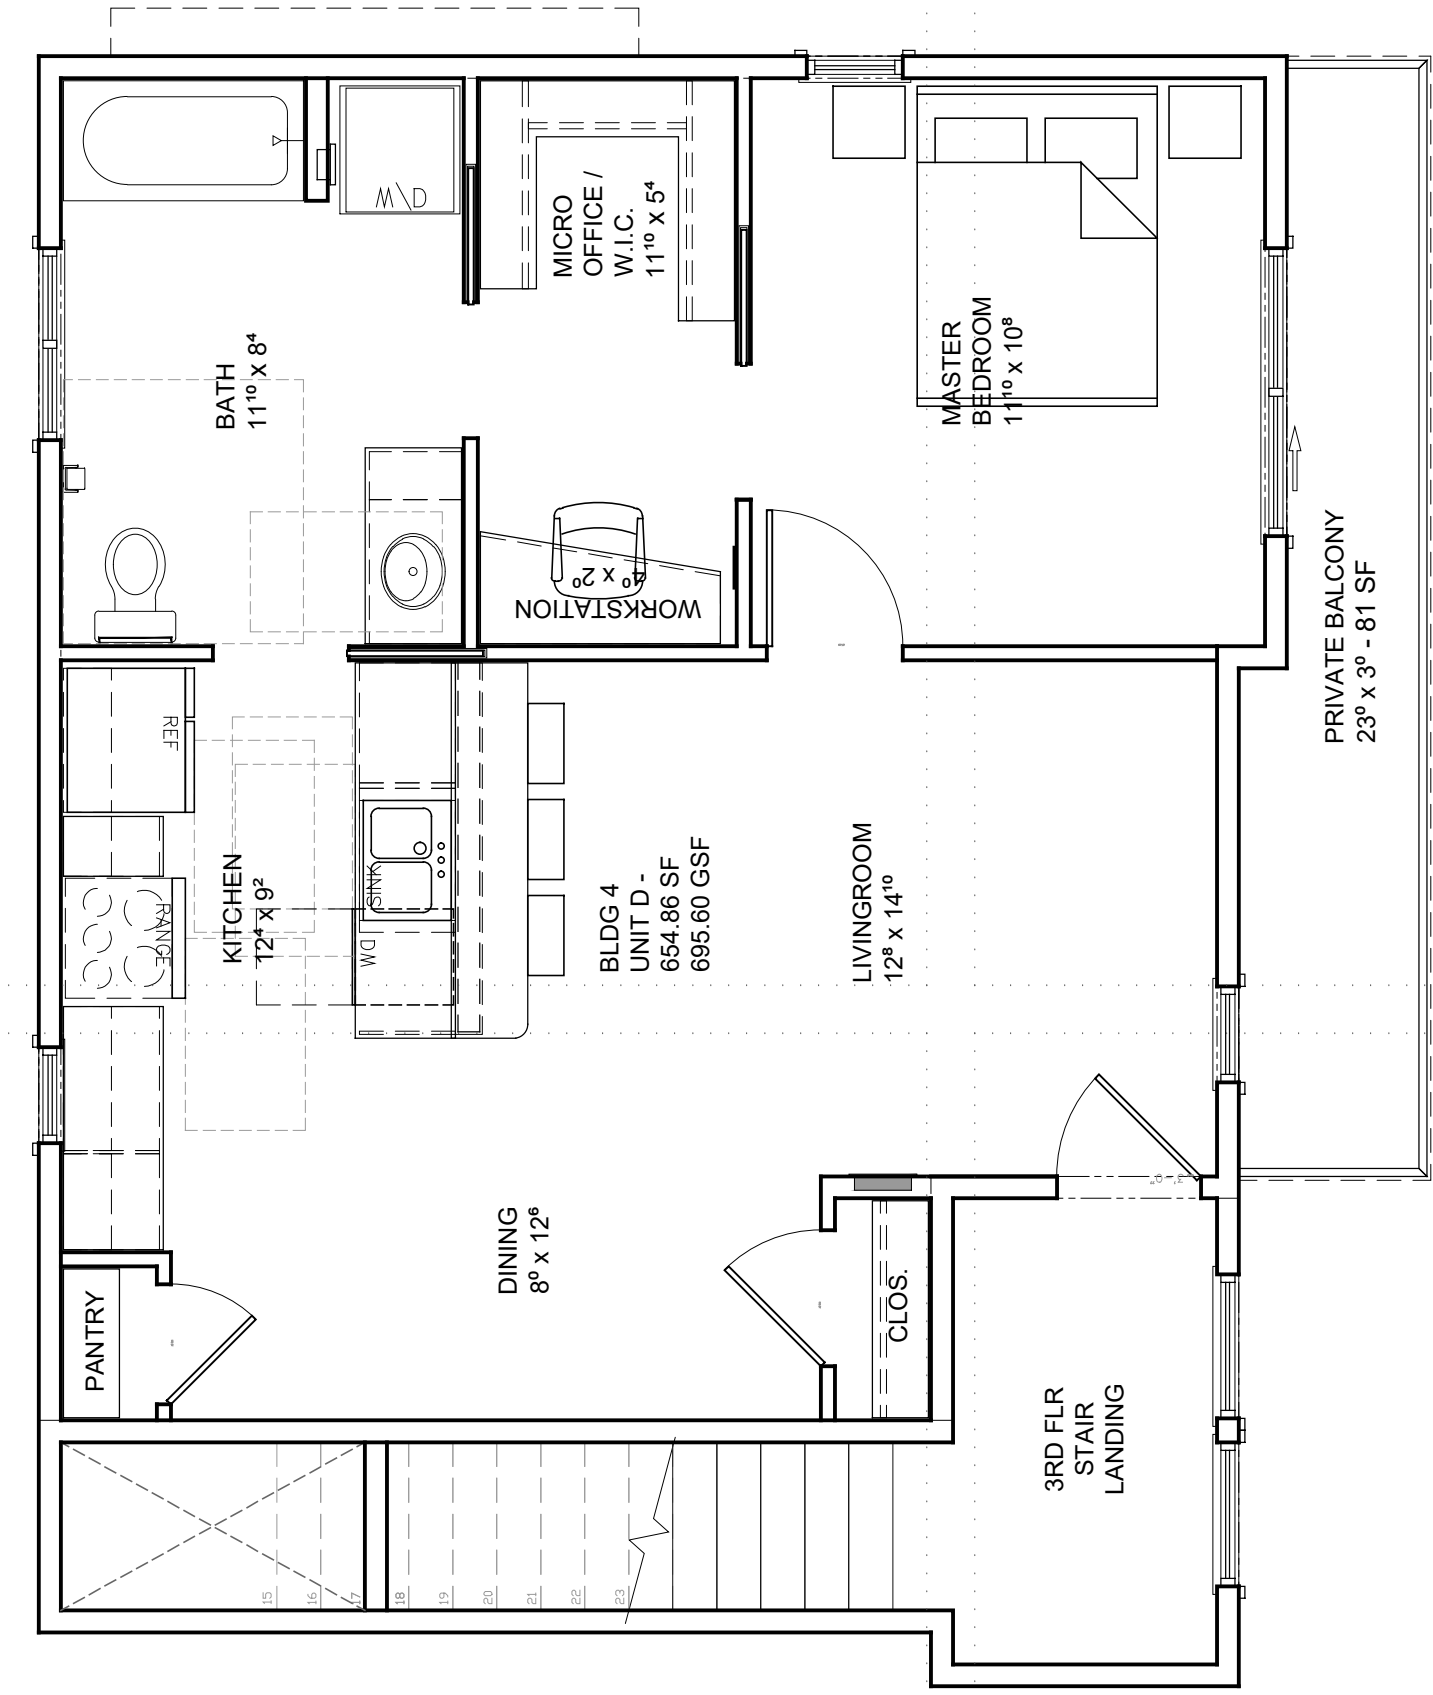 W\D
MICRO
OFFICE /
W.I.C.
11¹⁰ x 5⁴
BATH
11¹⁰ x 8⁴
MASTER
BEDROOM
11¹⁰ x 10⁸
WORKSTATION
4⁰ x 2⁰
PRIVATE BALCONY
23⁰ x 3⁰ - 81 SF
REF
RANGE
KITCHEN
12⁴ x 9²
SINK
DW
BLDG 4
UNIT D -
654.86 SF
695.60 GSF
LIVINGROOM
12⁸ x 14¹⁰
3'-0"
DINING
8⁰ x 12⁶
PANTRY
CLOS.
3RD FLR
STAIR
LANDING
15
16
17
18
19
20
21
22
23